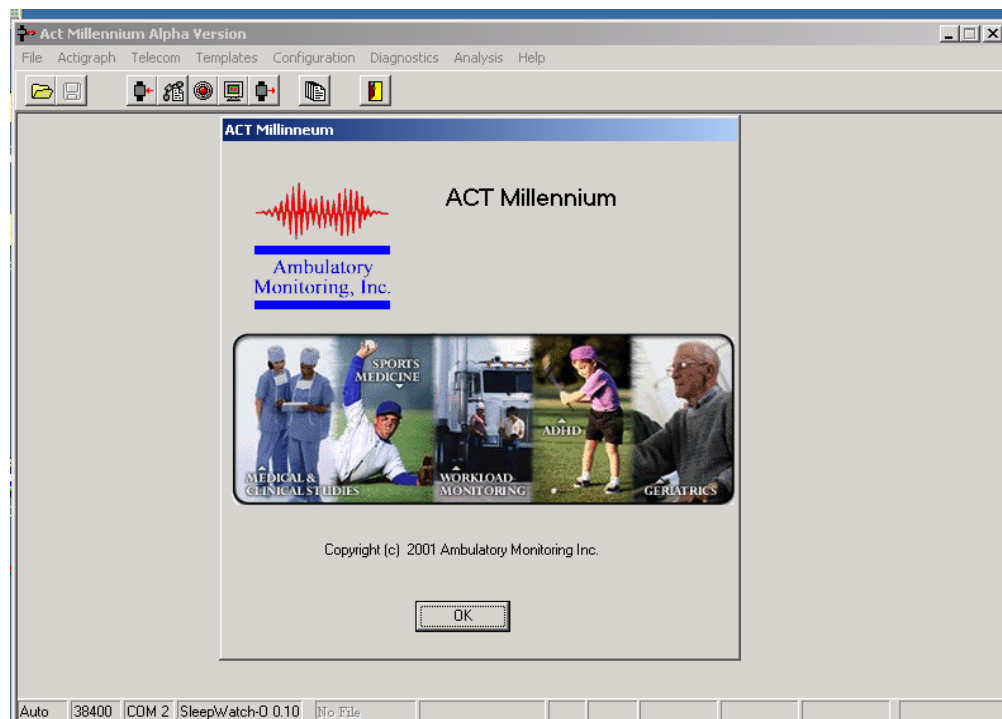 Act Millennium Alpha Version
File Actigraph Telecom Templates Configuration Diagnostics Analysis Help
ACT Millinneum
ACT Millennium
Ambulatory
Monitoring, Inc.
SPORTS
MEDICINE
ADHD
MEDICAL &
CLINICAL STUDIES
WORKLOAD
MONITORING
GERIATRICS
Copyright (c) 2001 Ambulatory Monitoring Inc.
OK
Auto 38400 COM 2 SleepWatch-O 0.10 No File